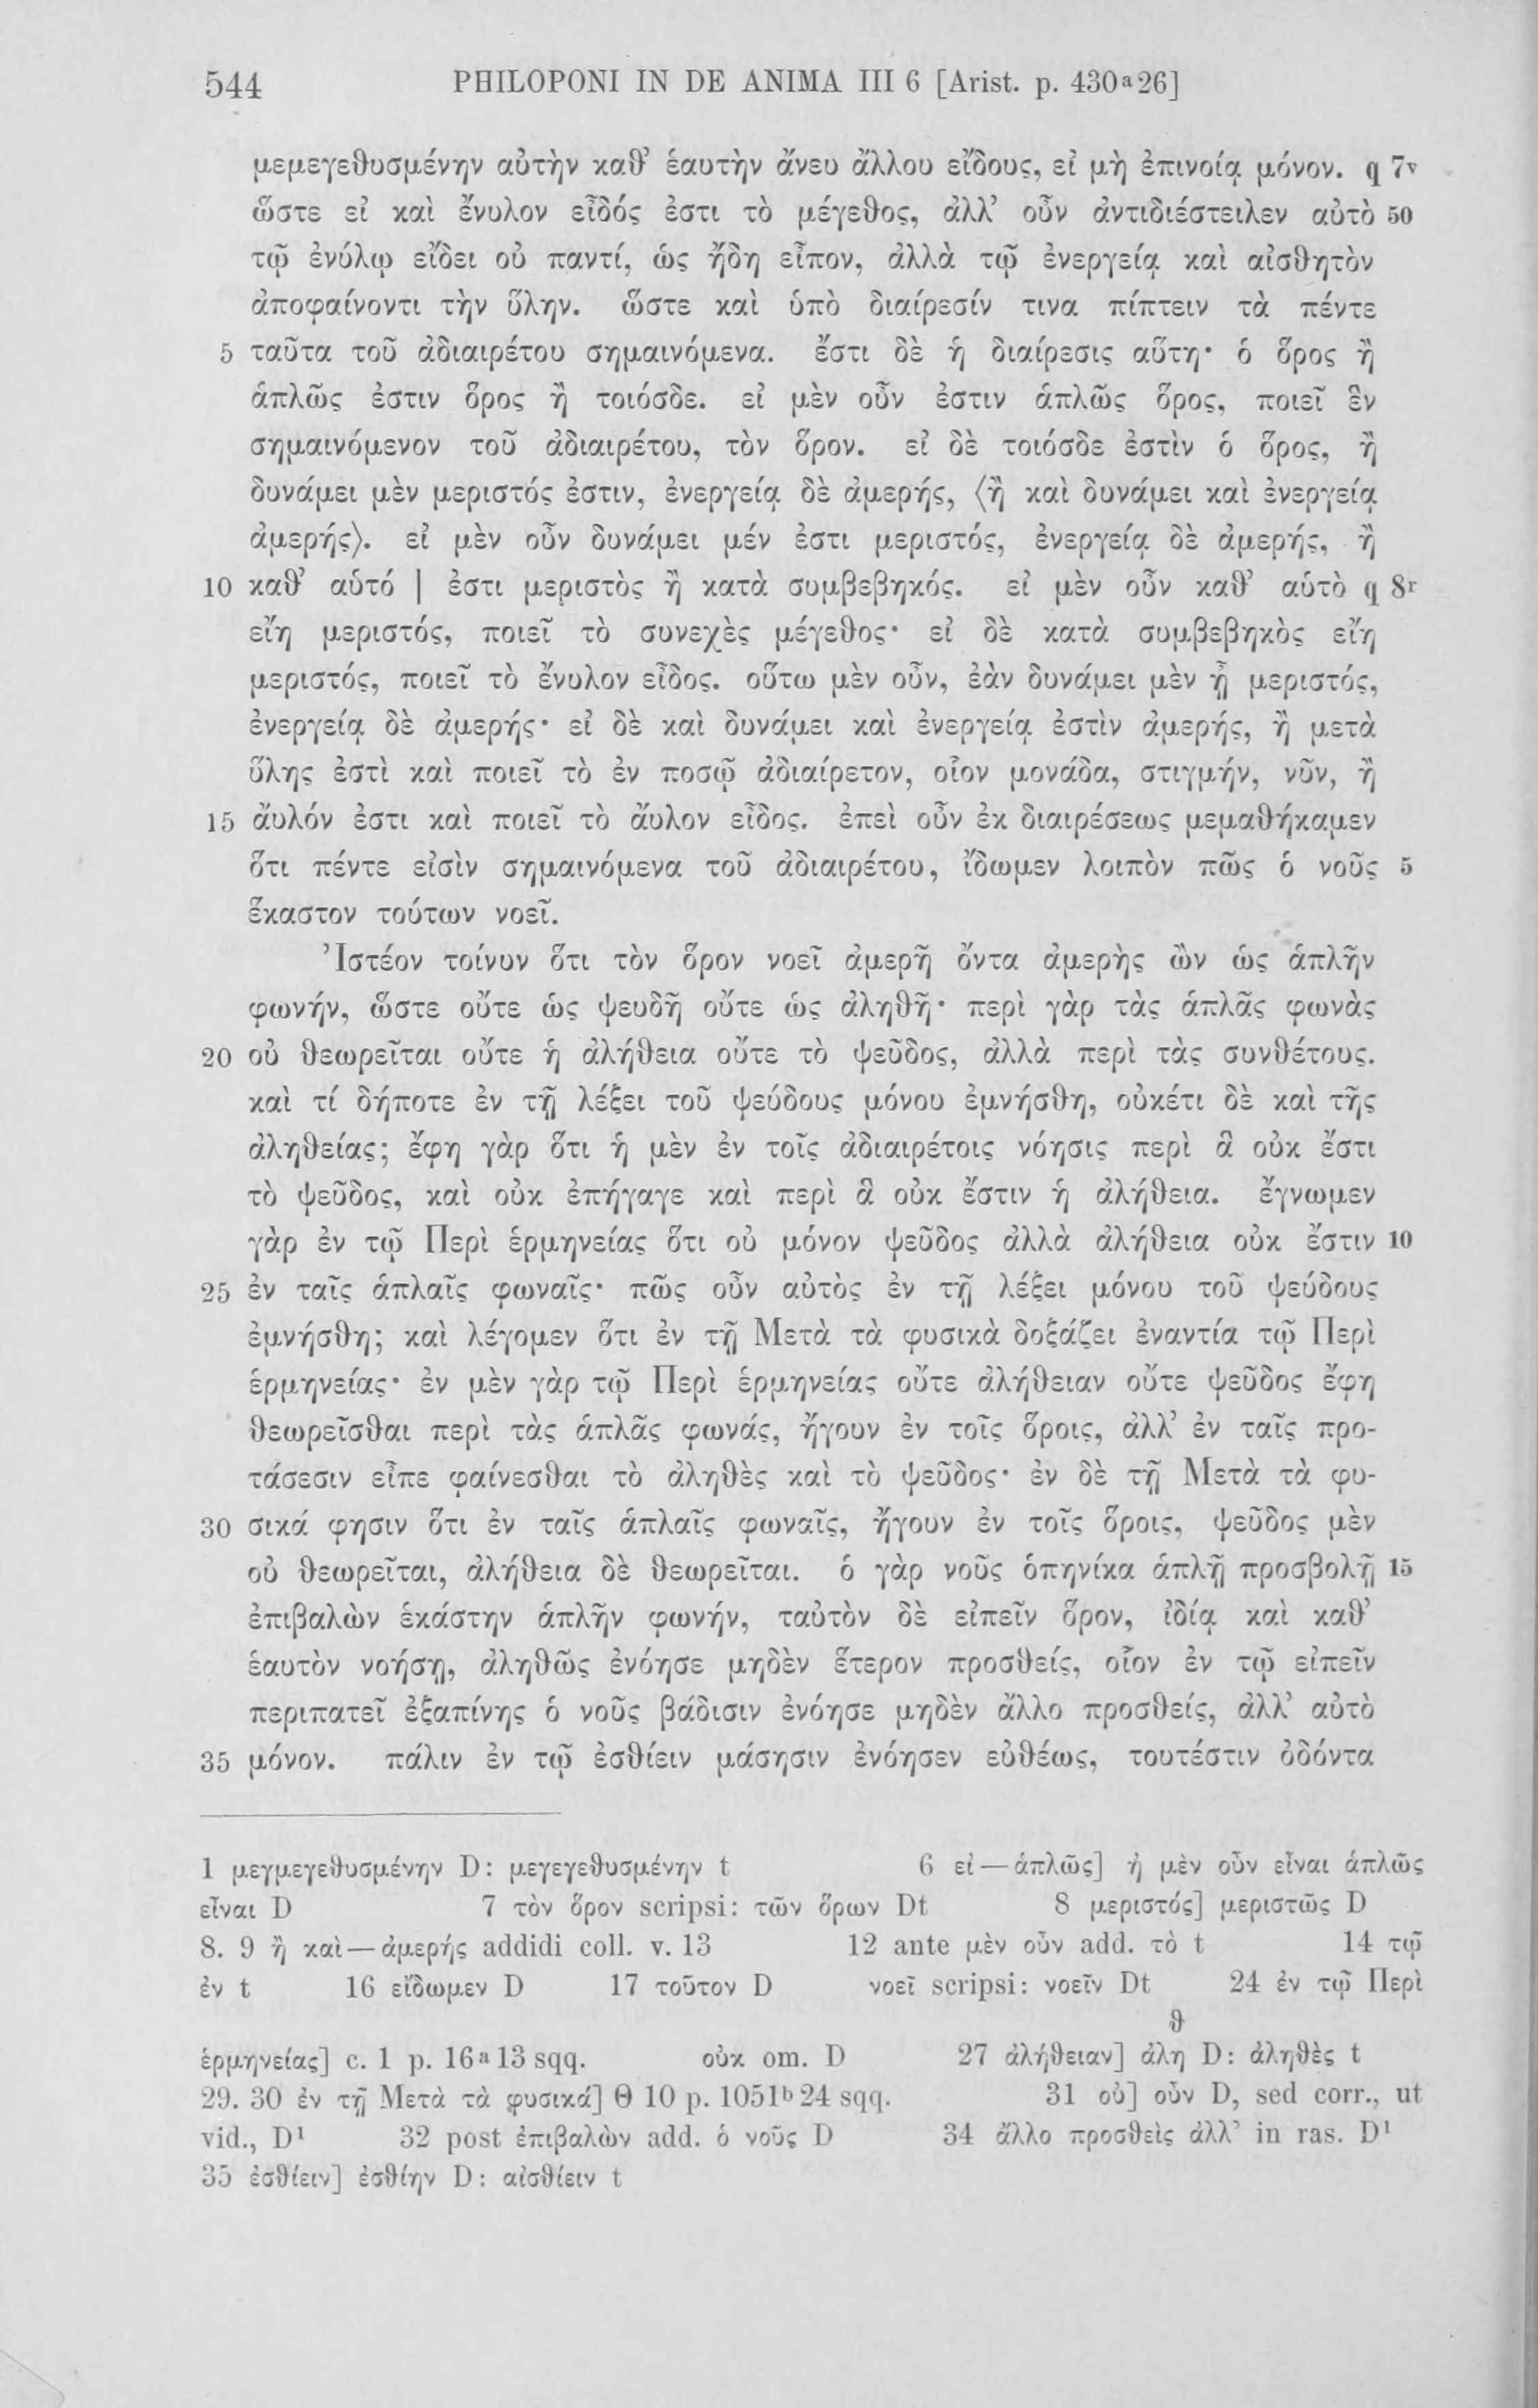 544 PHILOPONI IN DE ANIMA III 6 [Arist. p. 430ª26]
μεμεγεθυσμένην αὐτὴν καθ’ ἑαυτὴν ἄνευ ἄλλου εἴδους, εἰ μὴ ἐπινοίᾳ μόνον. q 7v
ὥστε εἰ καὶ ἔνυλον εἶδός ἐστι τὸ μέγεθος, ἀλλ’ οὖν ἀντιδιέστειλεν αὐτὸ 50
τῷ ἐνύλῳ εἴδει οὐ παντί, ὡς ἤδη εἶπον, ἀλλὰ τῷ ἐνεργείᾳ καὶ αἰσθητὸν
ἀποφαίνοντι τὴν ὕλην. ὥστε καὶ ὑπὸ διαίρεσίν τινα πίπτειν τὰ πέντε
5 ταῦτα τοῦ ἀδιαιρέτου σημαινόμενα. ἔστι δὲ ἡ διαίρεσις αὕτη· ὁ ὅρος ἢ
ἁπλῶς ἐστιν ὅρος ἢ τοιόσδε. εἰ μὲν οὖν ἐστιν ἁπλῶς ὅρος, ποιεῖ ἓν
σημαινόμενον τοῦ ἀδιαιρέτου, τὸν ὅρον. εἰ δὲ τοιόσδε ἐστὶν ὁ ὅρος, ἢ
δυνάμει μὲν μεριστός ἐστιν, ἐνεργείᾳ δὲ ἀμερής, ⟨ἢ καὶ δυνάμει καὶ ἐνεργείᾳ
ἀμερής⟩. εἰ μὲν οὖν δυνάμει μέν ἐστι μεριστός, ἐνεργείᾳ δὲ ἀμερής, ἢ
10 καθ’ αὑτό | ἐστι μεριστὸς ἢ κατὰ συμβεβηκός. εἰ μὲν οὖν καθ’ αὑτὸ q 8r
εἴη μεριστός, ποιεῖ τὸ συνεχὲς μέγεθος· εἰ δὲ κατὰ συμβεβηκὸς εἴη
μεριστός, ποιεῖ τὸ ἔνυλον εἶδος. οὕτω μὲν οὖν, ἐὰν δυνάμει μὲν ᾖ μεριστός,
ἐνεργείᾳ δὲ ἀμερής· εἰ δὲ καὶ δυνάμει καὶ ἐνεργείᾳ ἐστὶν ἀμερής, ἢ μετὰ
ὕλης ἐστὶ καὶ ποιεῖ τὸ ἐν ποσῷ ἀδιαίρετον, οἷον μονάδα, στιγμήν, νῦν, ἢ
15 ἄυλόν ἐστι καὶ ποιεῖ τὸ ἄυλον εἶδος. ἐπεὶ οὖν ἐκ διαιρέσεως μεμαθήκαμεν
ὅτι πέντε εἰσὶν σημαινόμενα τοῦ ἀδιαιρέτου, ἴδωμεν λοιπὸν πῶς ὁ νοῦς 5
ἕκαστον τούτων νοεῖ.
Ἰστέον τοίνυν ὅτι τὸν ὅρον νοεῖ ἀμερῆ ὄντα ἀμερὴς ὢν ὡς ἁπλῆν
φωνήν, ὥστε οὔτε ὡς ψευδῆ οὔτε ὡς ἀληθῆ· περὶ γὰρ τὰς ἁπλᾶς φωνὰς
20 οὐ θεωρεῖται οὔτε ἡ ἀλήθεια οὔτε τὸ ψεῦδος, ἀλλὰ περὶ τὰς συνθέτους.
καὶ τί δήποτε ἐν τῇ λέξει τοῦ ψεύδους μόνου ἐμνήσθη, οὐκέτι δὲ καὶ τῆς
ἀληθείας; ἔφη γὰρ ὅτι ἡ μὲν ἐν τοῖς ἀδιαιρέτοις νόησις περὶ ἃ οὐκ ἔστι
τὸ ψεῦδος, καὶ οὐκ ἐπήγαγε καὶ περὶ ἃ οὐκ ἔστιν ἡ ἀλήθεια. ἔγνωμεν
γὰρ ἐν τῷ Περὶ ἑρμηνείας ὅτι οὐ μόνον ψεῦδος ἀλλὰ ἀλήθεια οὐκ ἔστιν 10
25 ἐν ταῖς ἁπλαῖς φωναῖς· πῶς οὖν αὐτὸς ἐν τῇ λέξει μόνου τοῦ ψεύδους
ἐμνήσθη; καὶ λέγομεν ὅτι ἐν τῇ Μετὰ τὰ φυσικὰ δοξάζει ἐναντία τῷ Περὶ
ἑρμηνείας· ἐν μὲν γὰρ τῷ Περὶ ἑρμηνείας οὔτε ἀλήθειαν οὔτε ψεῦδος ἔφη
θεωρεῖσθαι περὶ τὰς ἁπλᾶς φωνάς, ἤγουν ἐν τοῖς ὅροις, ἀλλ’ ἐν ταῖς προ-
τάσεσιν εἶπε φαίνεσθαι τὸ ἀληθὲς καὶ τὸ ψεῦδος· ἐν δὲ τῇ Μετὰ τὰ φυ-
30 σικά φησιν ὅτι ἐν ταῖς ἁπλαῖς φωναῖς, ἤγουν ἐν τοῖς ὅροις, ψεῦδος μὲν
οὐ θεωρεῖται, ἀλήθεια δὲ θεωρεῖται. ὁ γὰρ νοῦς ὁπηνίκα ἁπλῇ προσβολῇ 15
ἐπιβαλὼν ἑκάστην ἁπλῆν φωνήν, ταὐτὸν δὲ εἰπεῖν ὅρον, ἰδίᾳ καὶ καθ’
ἑαυτὸν νοήσῃ, ἀληθῶς ἐνόησε μηδὲν ἕτερον προσθείς, οἷον ἐν τῷ εἰπεῖν
περιπατεῖ ἐξαπίνης ὁ νοῦς βάδισιν ἐνόησε μηδὲν ἄλλο προσθείς, ἀλλ’ αὐτὸ
35 μόνον. πάλιν ἐν τῷ ἐσθίειν μάσησιν ἐνόησεν εὐθέως, τουτέστιν ὀδόντα
1 μεγμεγεθυσμένην D: μεγεγεθυσμένην t 6 εἰ — ἁπλῶς] ἡ μὲν οὖν εἶναι ἁπλῶς
εἶναι D 7 τὸν ὅρον scripsi: τῶν ὅρων Dt 8 μεριστός] μεριστῶς D
8. 9 ἢ καὶ — ἀμερής addidi coll. v. 13 12 ante μὲν οὖν add. τὸ t 14 τῷ
ἐν t 16 εἴδωμεν D 17 τοῦτον D νοεῖ scripsi: νοεῖν Dt 24 ἐν τῷ Περὶ
θ
ἑρμηνείας] c. 1 p. 16ª13 sqq. οὐκ om. D 27 ἀλήθειαν] ἀλη D: ἀληθὲς t
29. 30 ἐν τῇ Μετὰ τὰ φυσικά] Θ 10 p. 1051ᵇ24 sqq. 31 οὐ] οὖν D, sed corr., ut
vid., D¹ 32 post ἐπιβαλὼν add. ὁ νοῦς D 34 ἄλλο προσθεὶς ἀλλ’ in ras. D¹
35 ἐσθίειν] ἐσθίην D: αἰσθίειν t